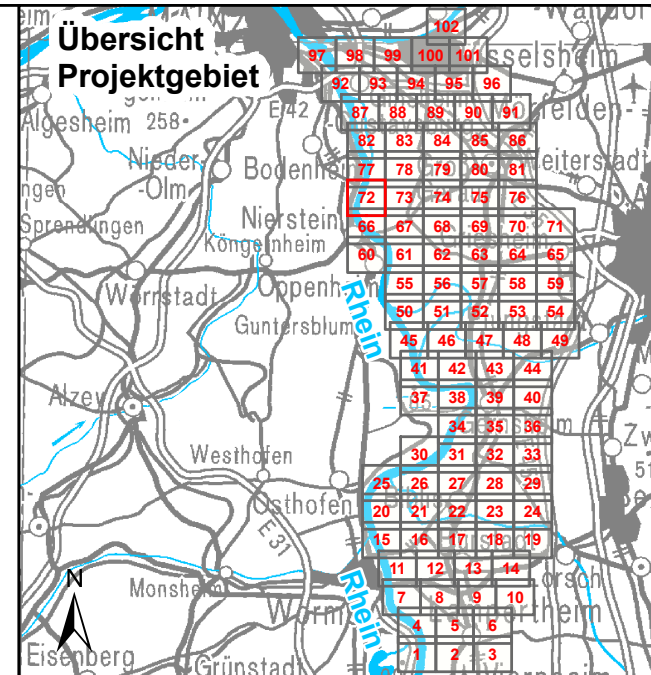 Übersicht
Projektgebiet
102
97 98 99 100 101
sselsheim
92 93 94 95 96
E 42
87 88 89 90 91
felden-
Algesheim 258
82 83 84 85 86
Nieder-
-Olm
Bodenheim
77 78 79 80 81
eiterstadt
72 73 74 75 76
Sprendlingen
Nierstein
66 67 68 69 70 71
Köngernheim
60 61 62 63 64 65
Wörrstadt
Oppenheim
55 56 57 58 59
Rhein
50 51 52 53 54
Guntersblum
45 46 47 48 49
41 42 43 44
Alzey
37 38 39 40
34 35 36
Westhofen
30 31 32 33
25 26 27 28 29
Osthofen
20 21 22 23 24
E 31
15 16 17 18 19
11 12 13 14
orsch
N
Monsheim
Rhein
7 8 9 10
Worms
4 5 6
Eisenberg
Grünstadt
1 2 3